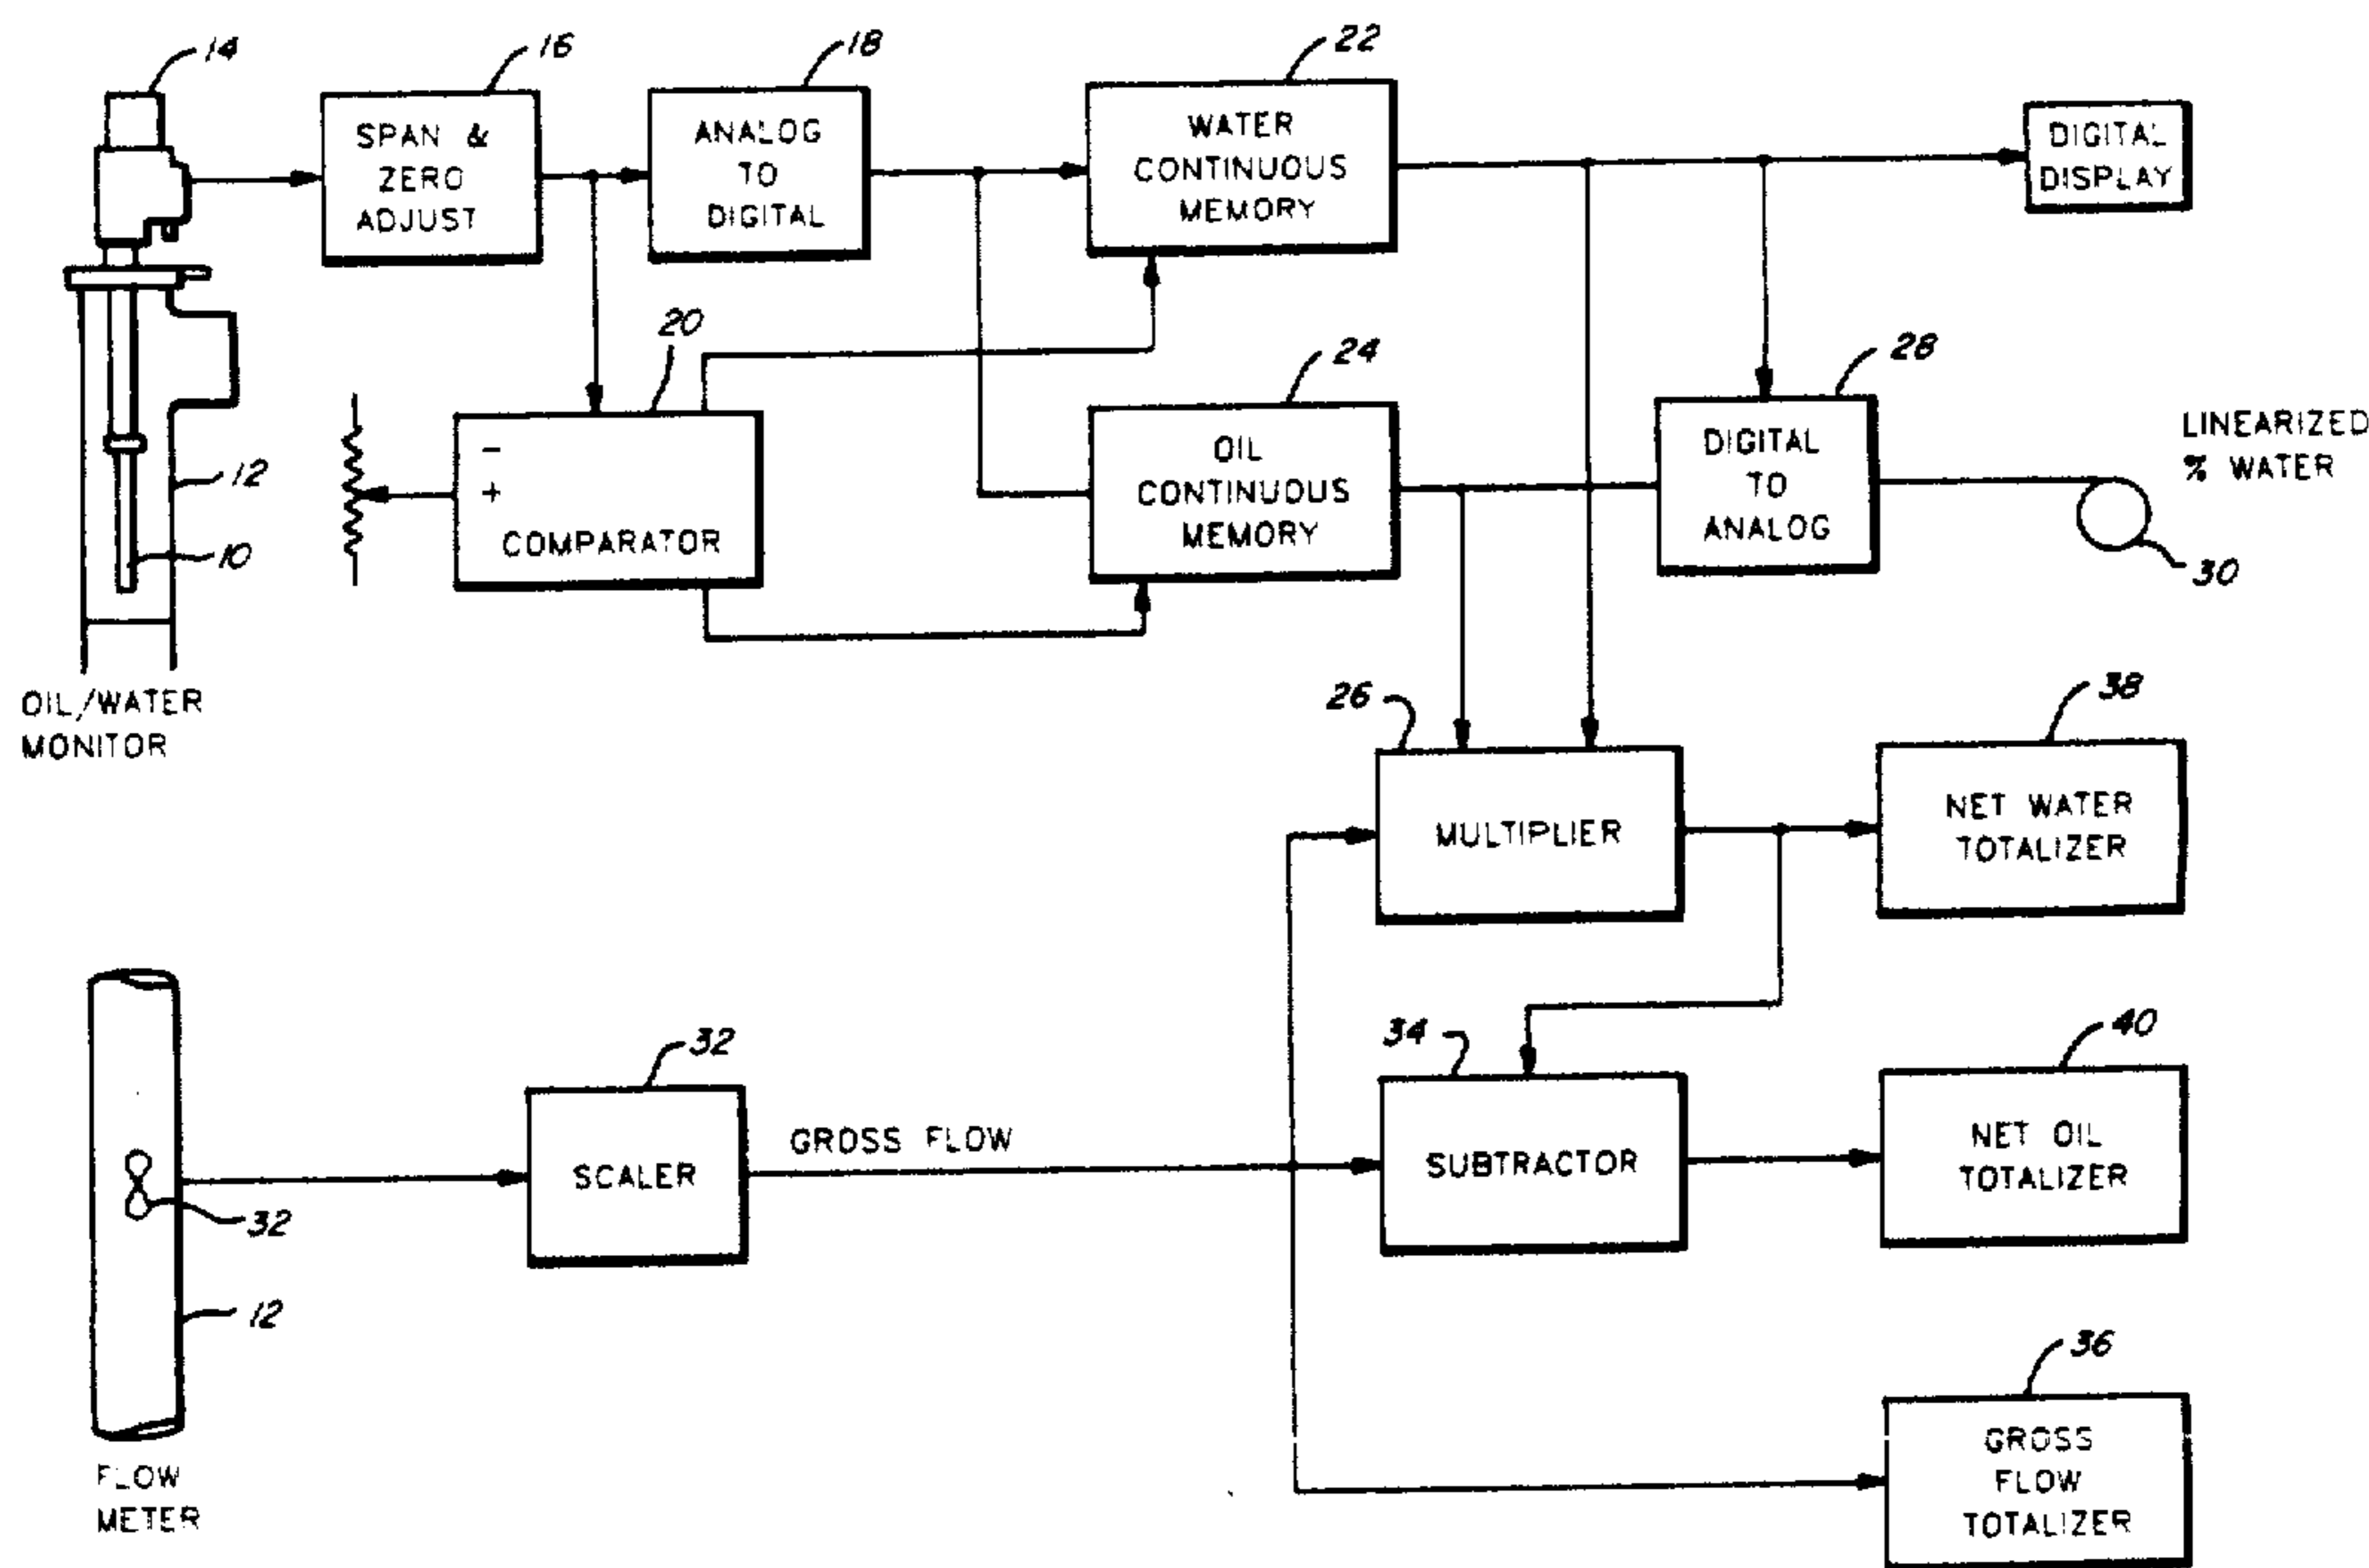 14
16
18
22
SPAN &
ZERO
ADJUST
ANALOG
TO
DIGITAL
WATER
CONTINUOUS
MEMORY
DIGITAL
DISPLAY
20
24
28
-
+
COMPARATOR
OIL
CONTINUOUS
MEMORY
DIGITAL
TO
ANALOG
LINEARIZED
% WATER
12
10
30
OIL/WATER
MONITOR
26
38
MULTIPLIER
NET WATER
TOTALIZER
32
34
40
SCALER
GROSS FLOW
SUBTRACTOR
NET OIL
TOTALIZER
32
12
36
FLOW
METER
GROSS
FLOW
TOTALIZER